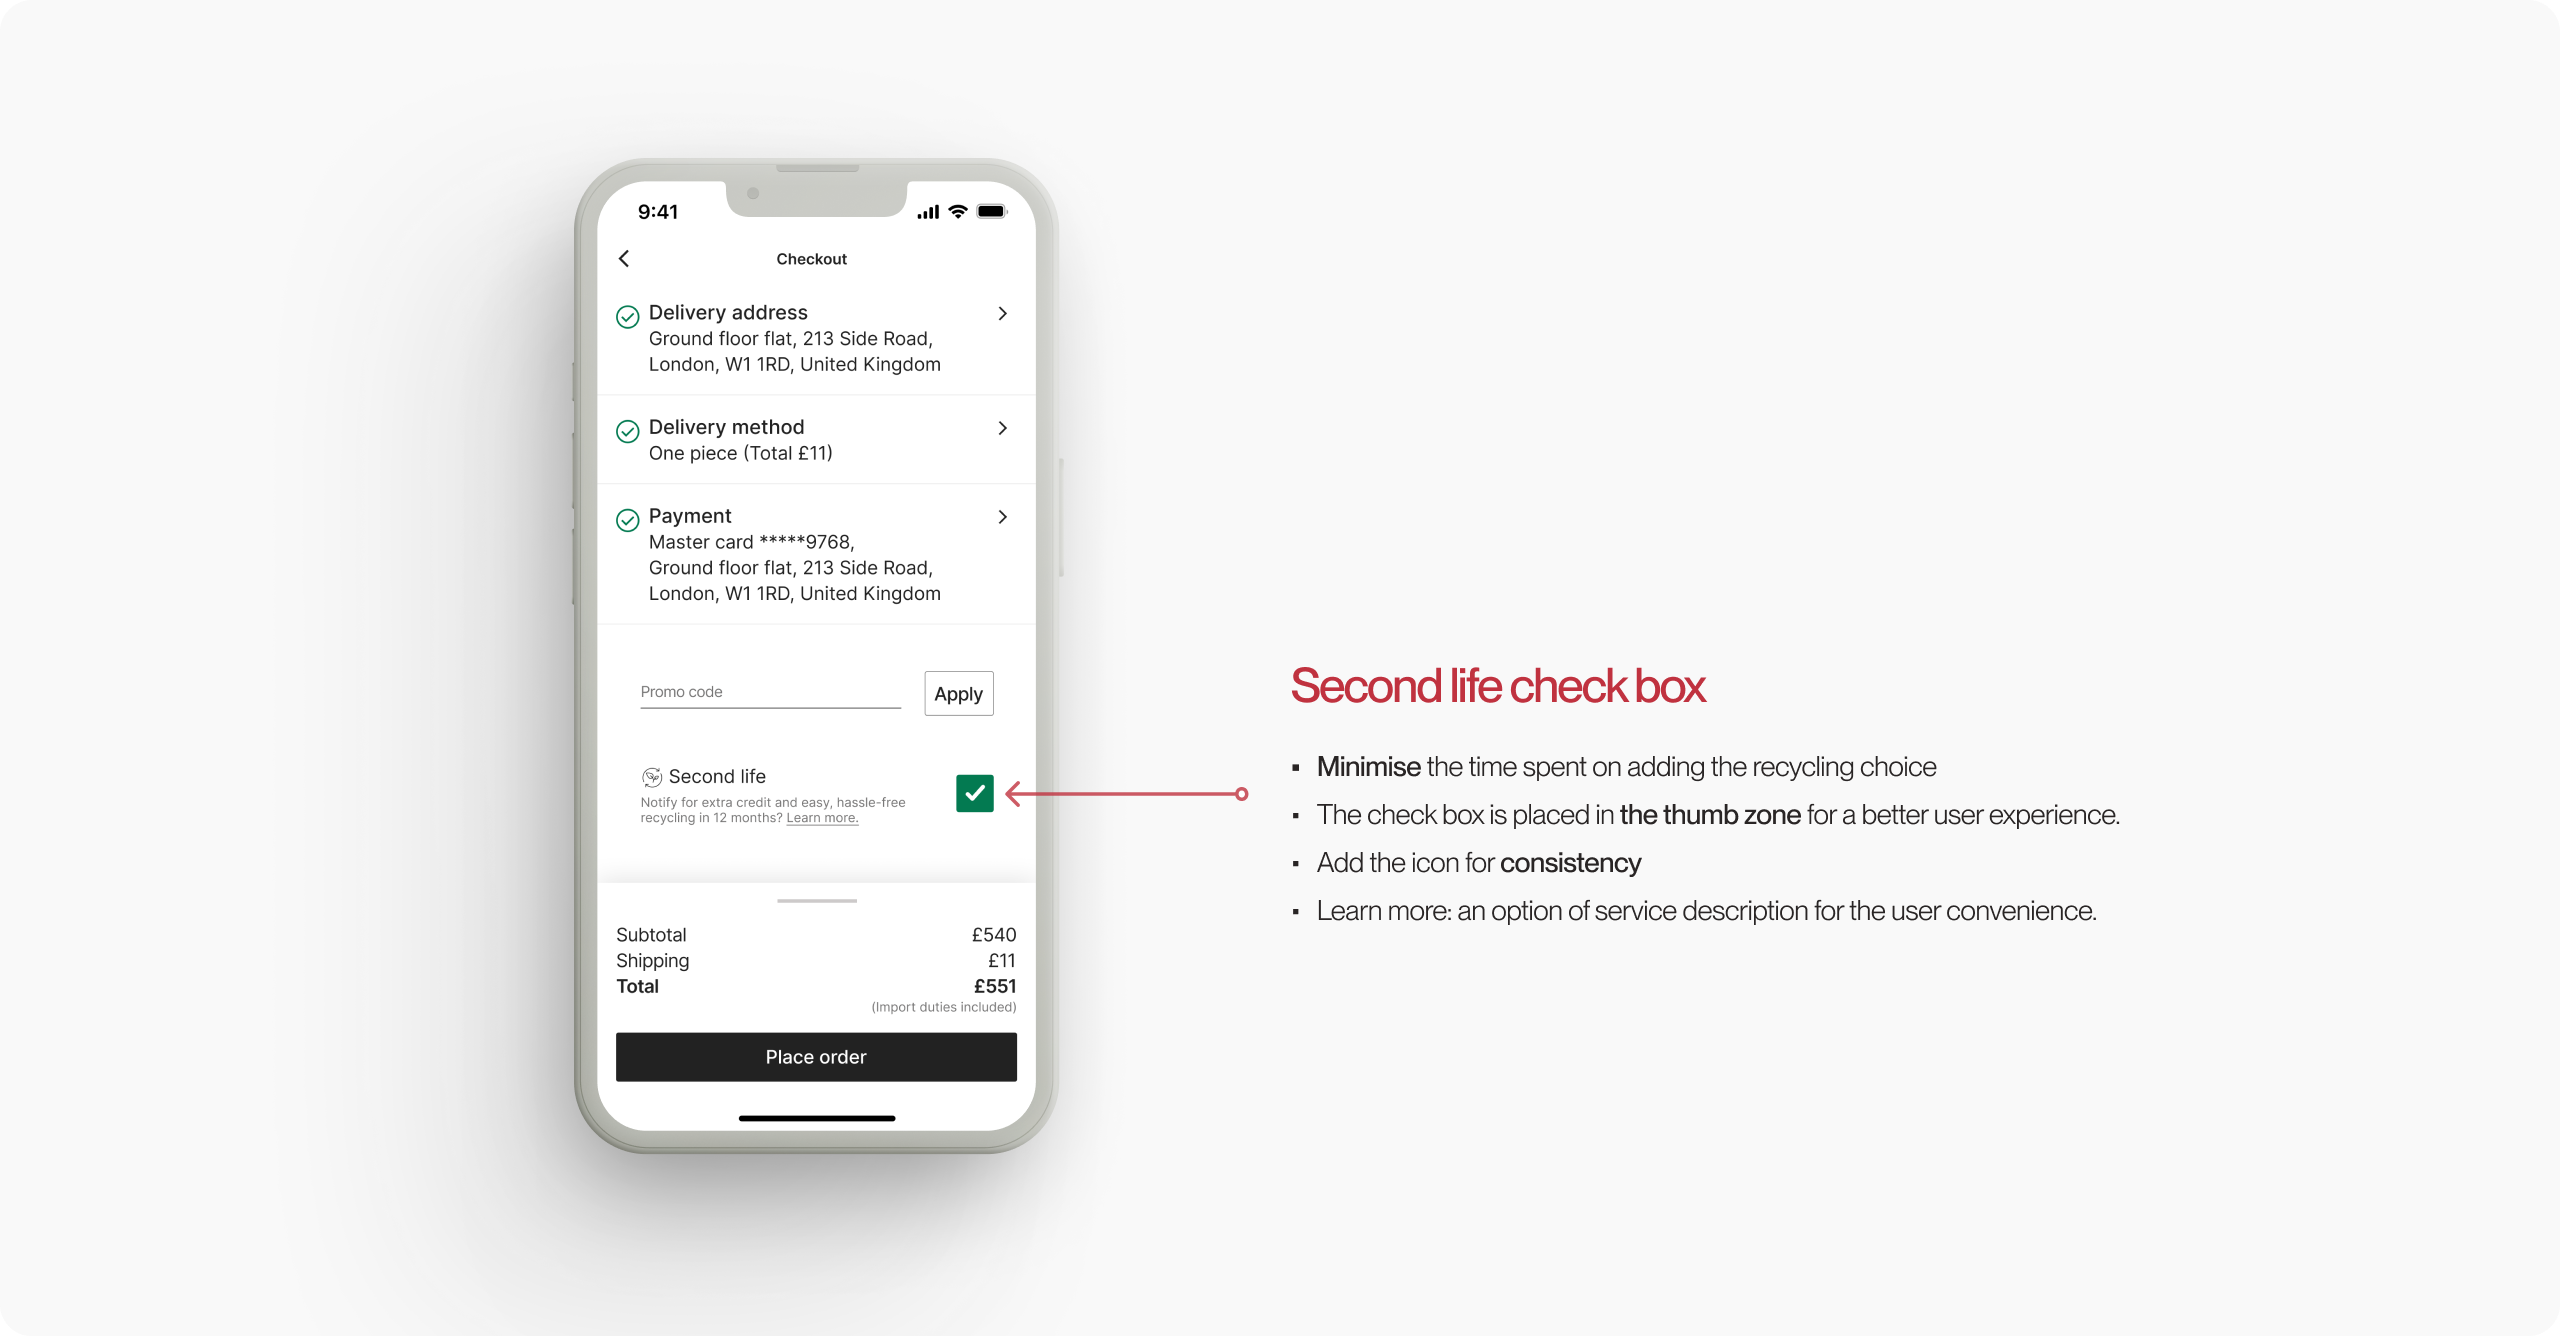 9:41
Checkout
Delivery address
Ground floor flat, 213 Side Road,
London, W1 1RD, United Kingdom
Delivery method
One piece (Total £11)
Payment
Master card *****9768,
Ground floor flat, 213 Side Road,
London, W1 1RD, United Kingdom
Promo code
Apply
Second life
Notify for extra credit and easy, hassle-free
recycling in 12 months? Learn more.
Subtotal £540
Shipping £11
Total £551
(Import duties included)
Place order
Second life check box
▪ Minimise the time spent on adding the recycling choice
▪ The check box is placed in the thumb zone for a better user experience.
▪ Add the icon for consistency
▪ Learn more: an option of service description for the user convenience.